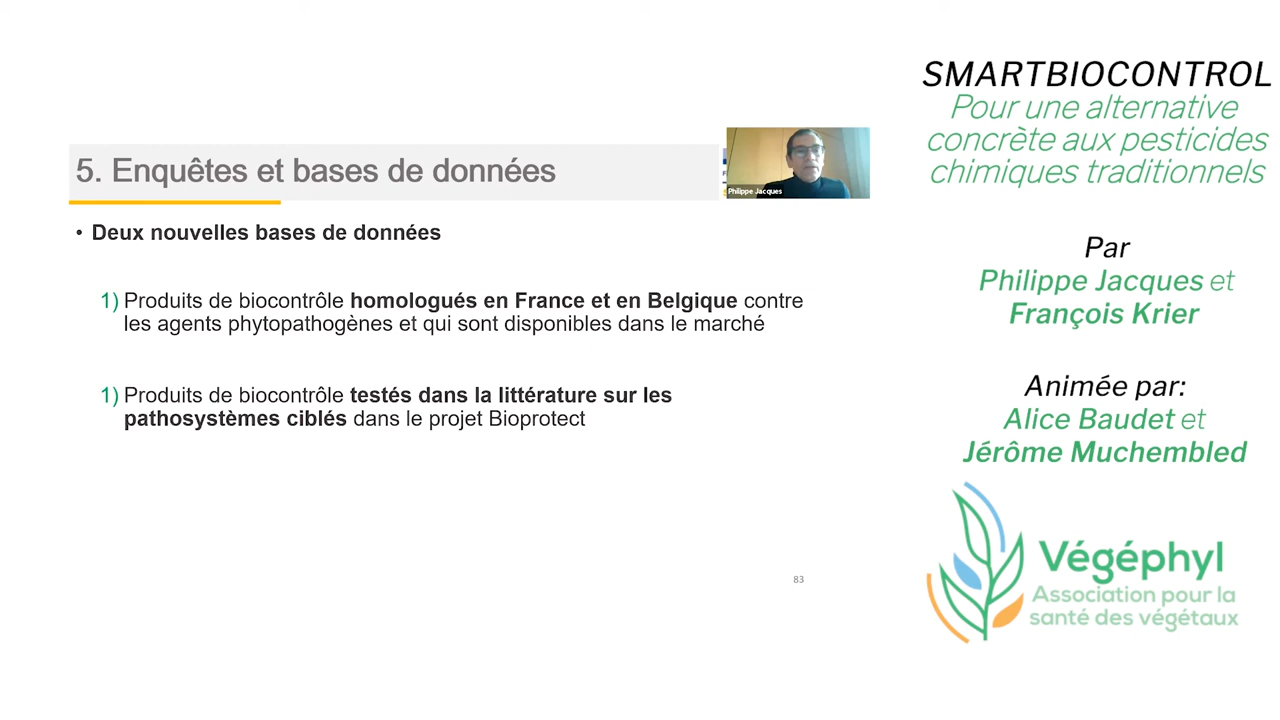 SMARTBIOCONTROL
Pour une alternative
concrète aux pesticides
chimiques traditionnels
5. Enquêtes et bases de données
Philippe Jacques
• Deux nouvelles bases de données
1) Produits de biocontrôle homologués en France et en Belgique contre
les agents phytopathogènes et qui sont disponibles dans le marché
1) Produits de biocontrôle testés dans la littérature sur les
pathosystèmes ciblés dans le projet Bioprotect
83
Par
Philippe Jacques et
François Krier
Animée par:
Alice Baudet et
Jérôme Muchembled
Végéphyl
Association pour la
santé des végétaux